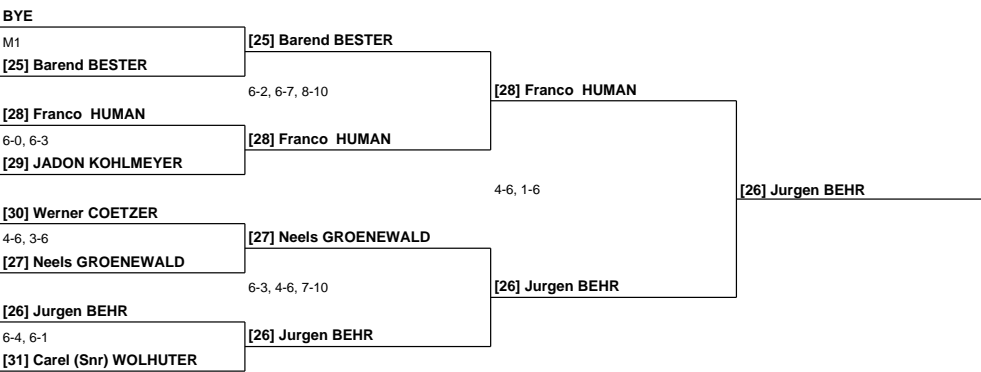 BYE
M1
[25] Barend BESTER
[25] Barend BESTER
6-2, 6-7, 8-10
[28] Franco  HUMAN
[28] Franco  HUMAN
6-0, 6-3
[28] Franco  HUMAN
[29] JADON KOHLMEYER
4-6, 1-6
[26] Jurgen BEHR
[30] Werner COETZER
4-6, 3-6
[27] Neels GROENEWALD
[27] Neels GROENEWALD
6-3, 4-6, 7-10
[26] Jurgen BEHR
[26] Jurgen BEHR
6-4, 6-1
[26] Jurgen BEHR
[31] Carel (Snr) WOLHUTER